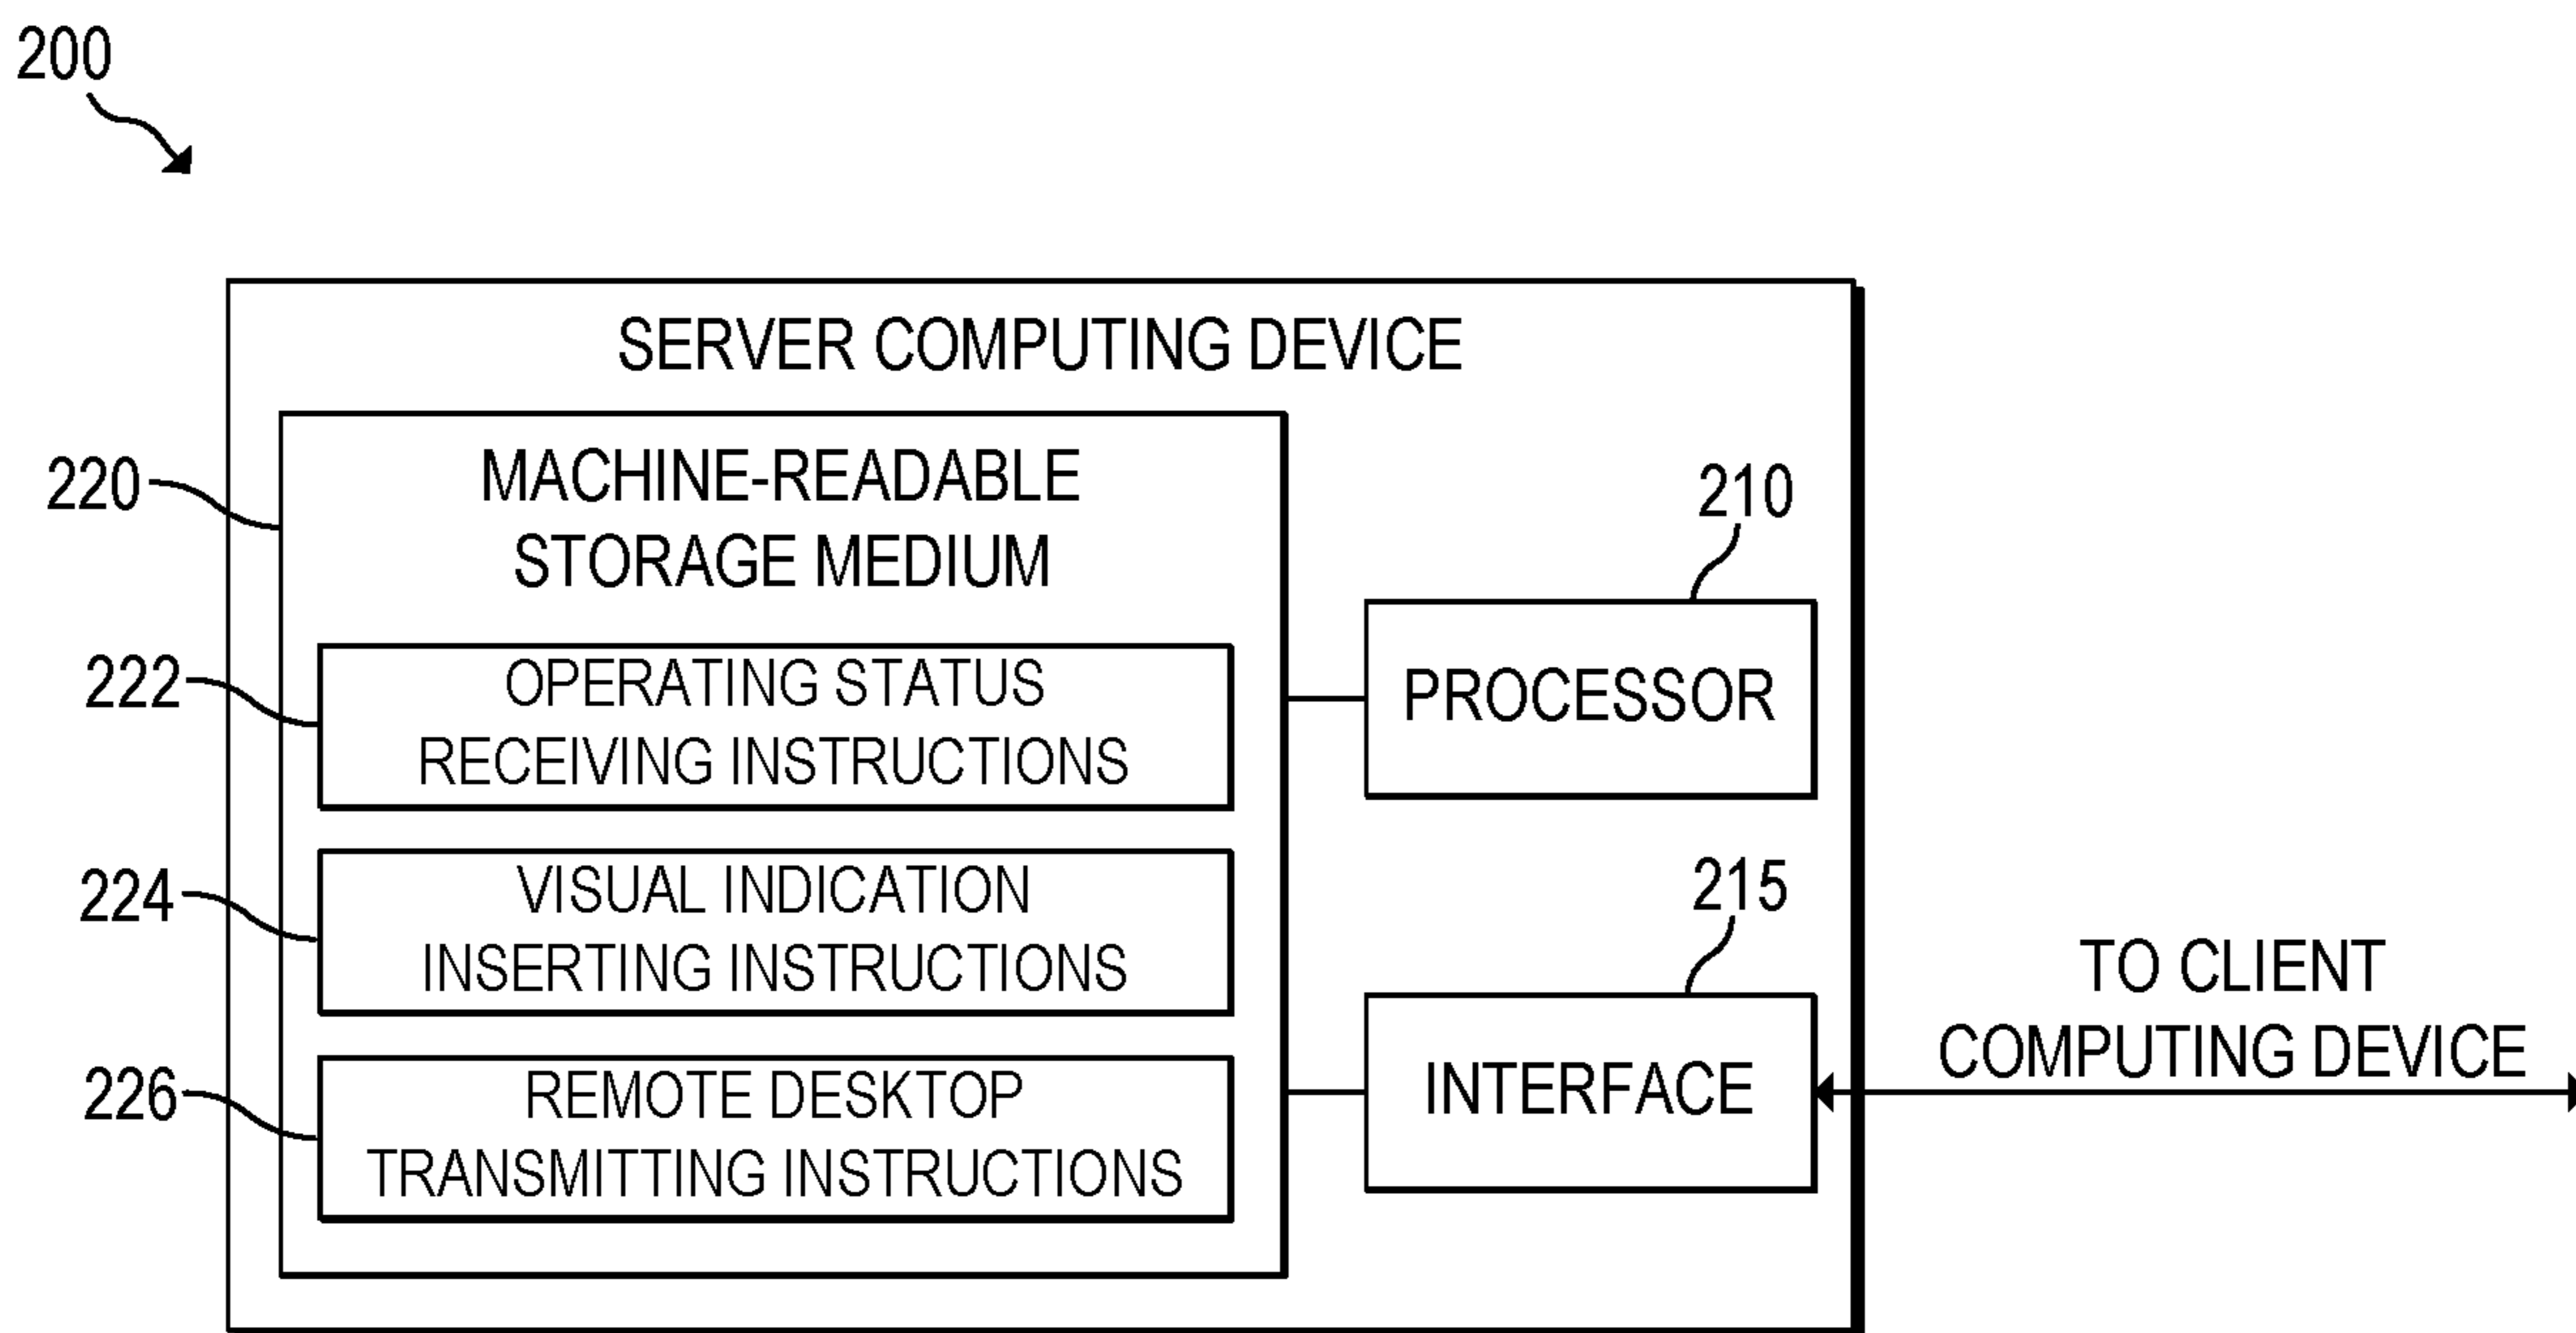 200
SERVER COMPUTING DEVICE
220
MACHINE-READABLE
STORAGE MEDIUM
222
OPERATING STATUS
RECEIVING INSTRUCTIONS
224
VISUAL INDICATION
INSERTING INSTRUCTIONS
226
REMOTE DESKTOP
TRANSMITTING INSTRUCTIONS
210
PROCESSOR
215
INTERFACE
TO CLIENT
COMPUTING DEVICE